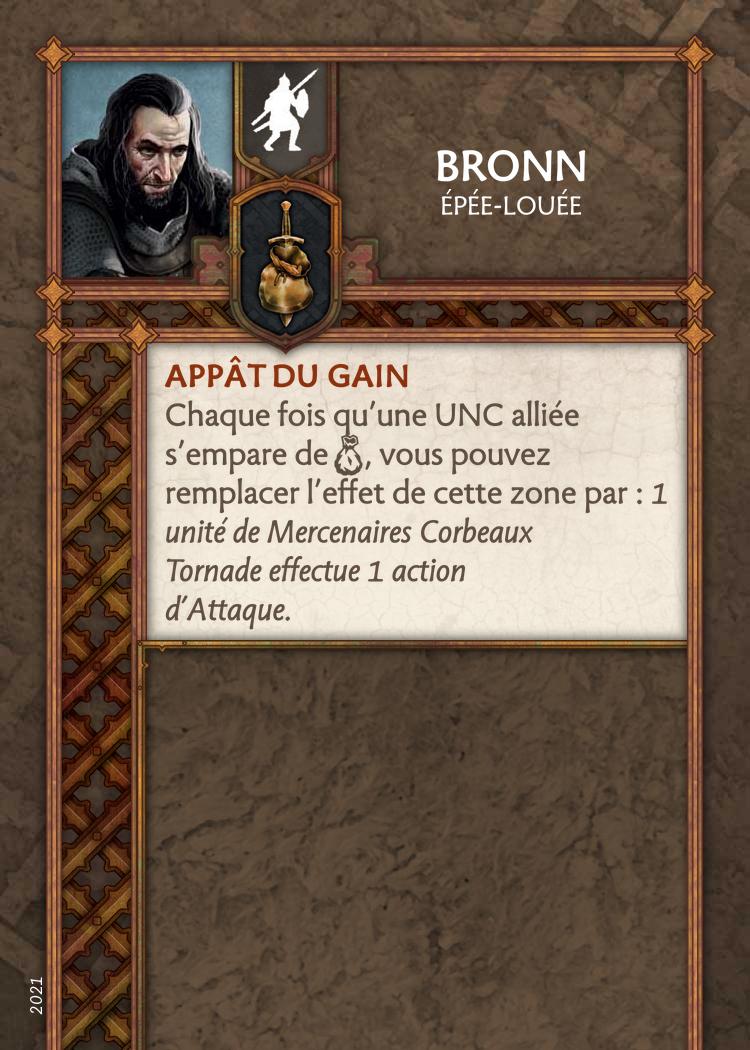 BRONN
ÉPÉE-LOUÉE
APPÂT DU GAIN
Chaque fois qu’une UNC alliée
s’empare de , vous pouvez
remplacer l’effet de cette zone par : 1
unité de Mercenaires Corbeaux
Tornade effectue 1 action
d’Attaque.
2021